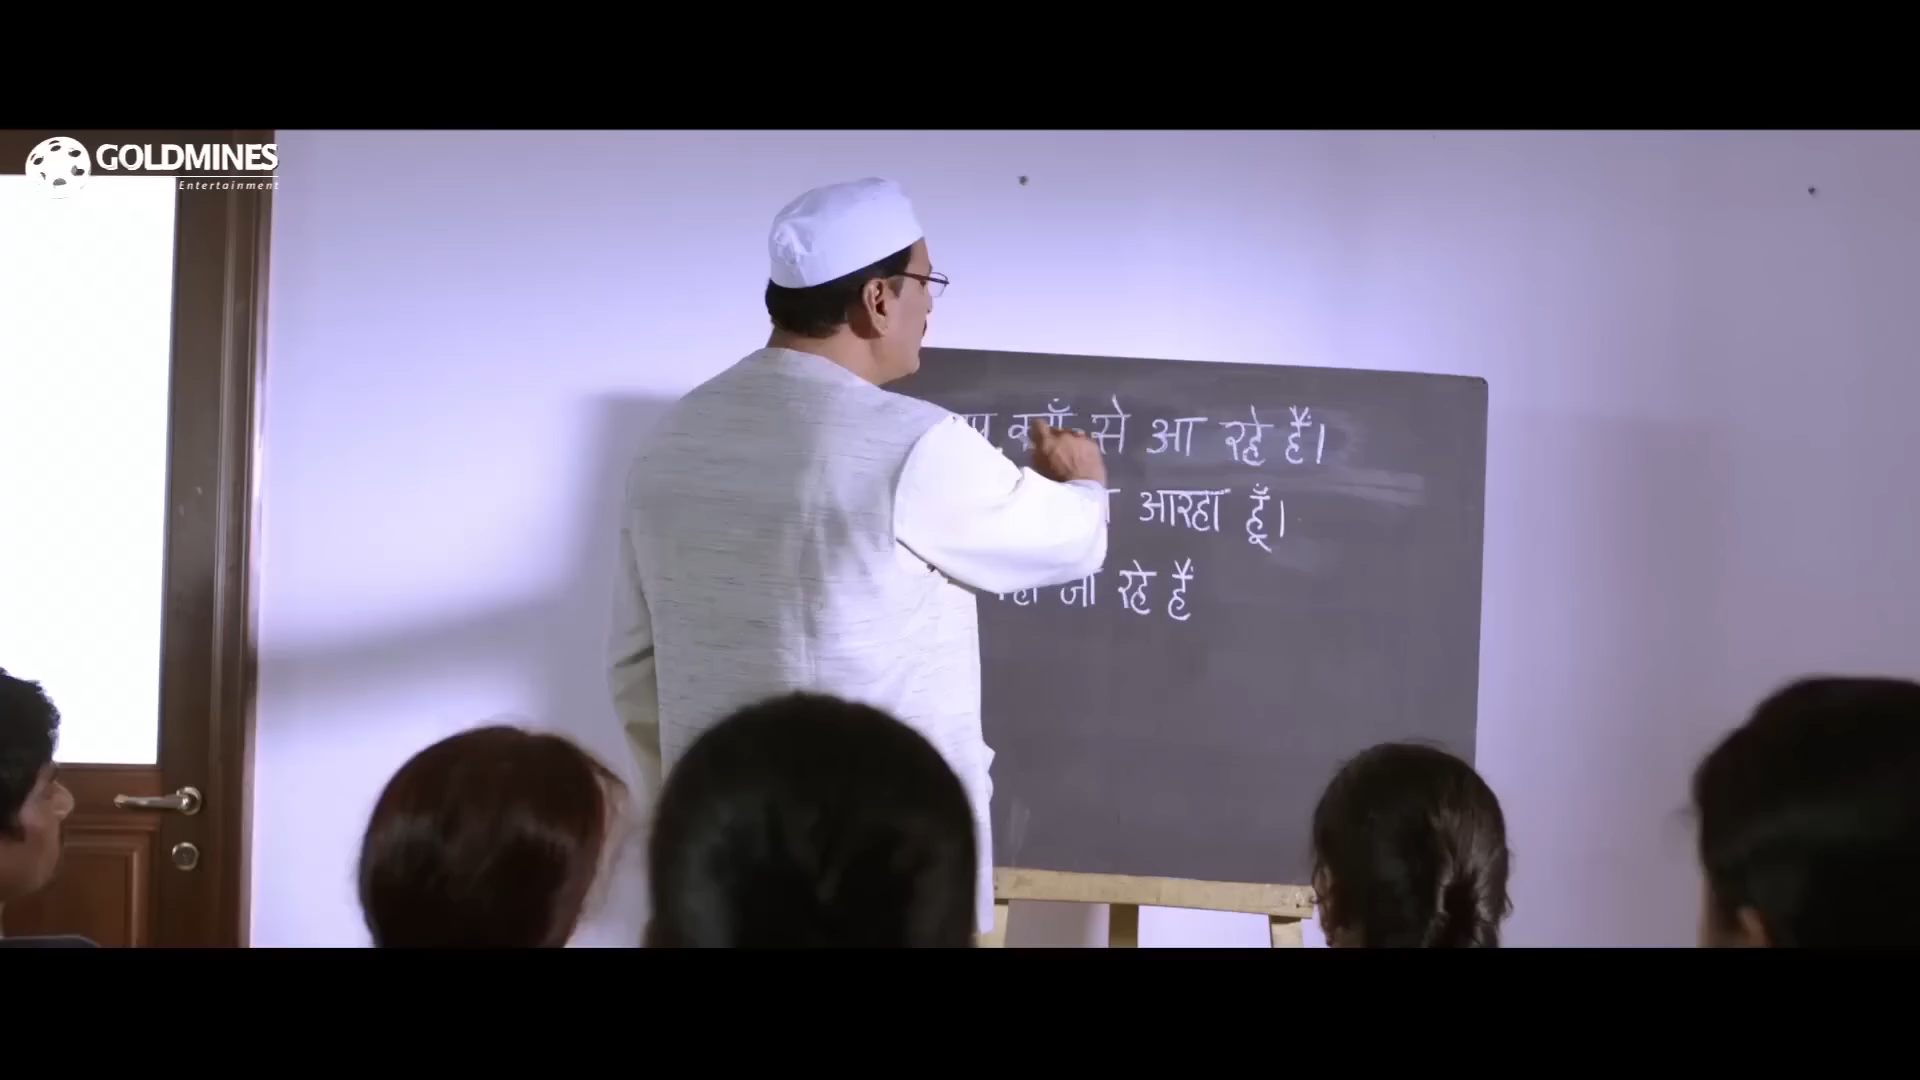 GOLDMINES
Entertainment
से आ रहे हैं।
आरहा हूँ।
जा रहे हैं